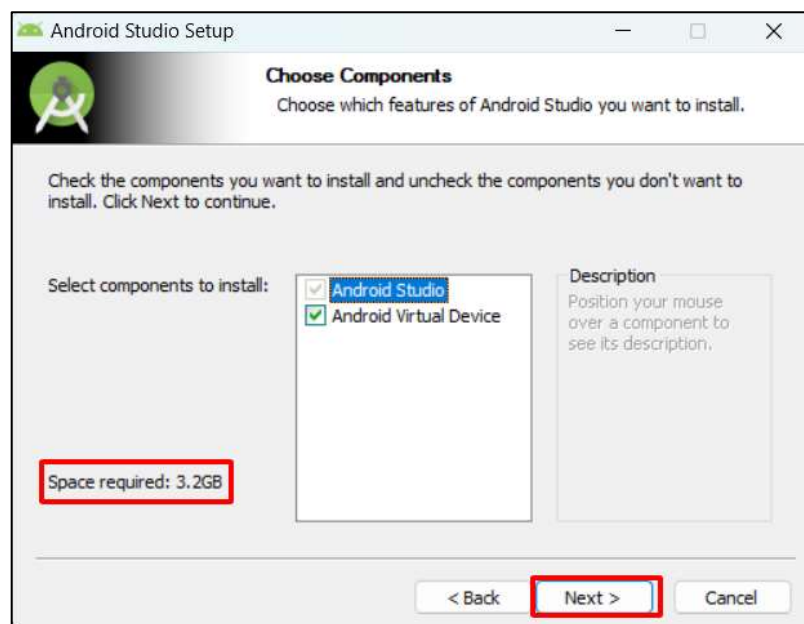 Android Studio Setup
Choose Components
Choose which features of Android Studio you want to install.
Check the components you want to install and uncheck the components you don't want to
install. Click Next to continue.
Select components to install:
Android Studio
Android Virtual Device
Description
Position your mouse
over a component to
see its description.
Space required: 3.2GB
< Back
Next >
Cancel